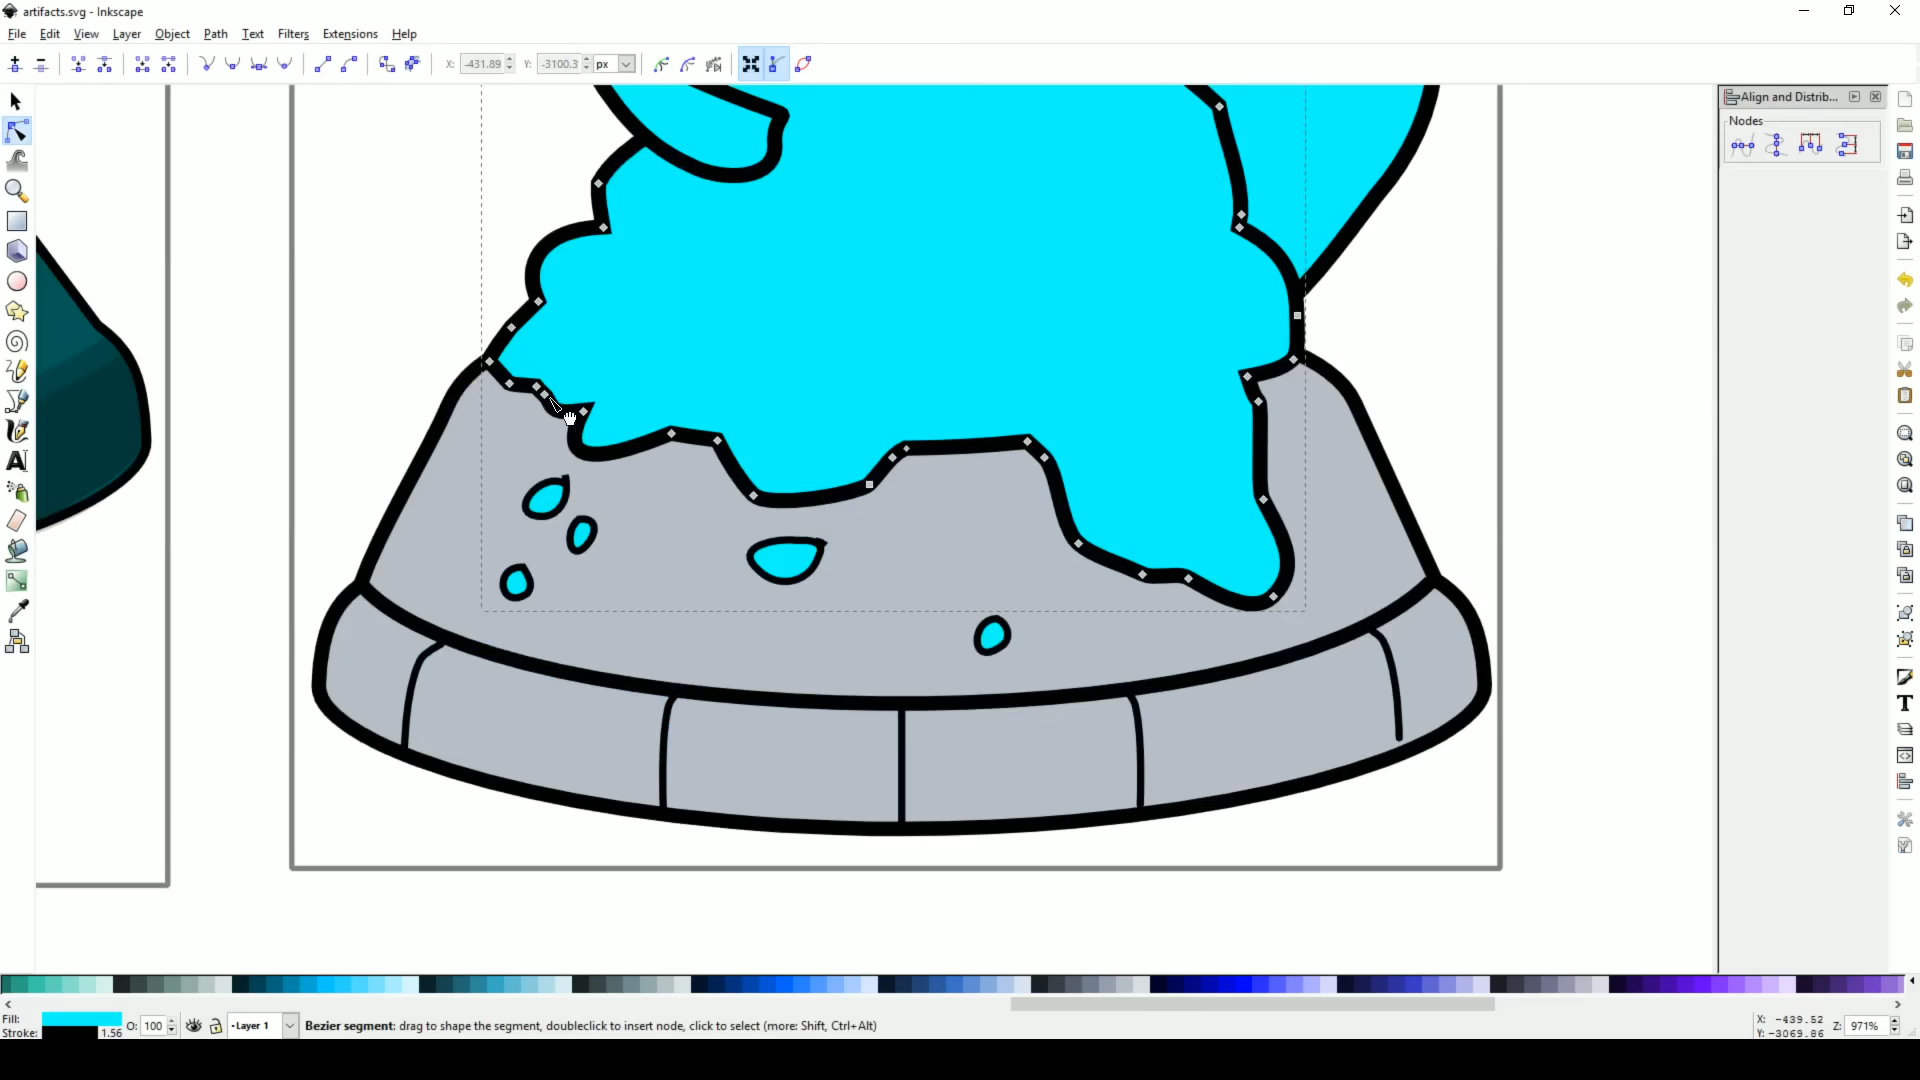 artifacts.svg - Inkscape
File Edit View Layer Object Path Text Filters Extensions Help
X: -431.89 Y: -3100.3 px
Align and Distrib...
Nodes
Fill:
Stroke: 1.56
O: 100
•Layer 1
Bezier segment: drag to shape the segment, doubleclick to insert node, click to select (more: Shift, Ctrl+Alt)
X: -439.52
Y: -3069.86
Z: 971%